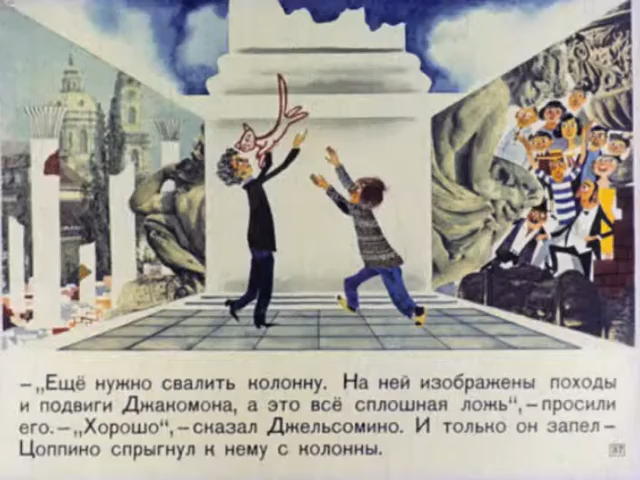 –„Ещё нужно свалить колонну. На ней изображены походы
и подвиги Джакомона, а это всё сплошная ложь“,–просили
его.–„Хорошо“,–сказал Джельсомино. И только он запел–
Цоппино спрыгнул к нему с колонны.